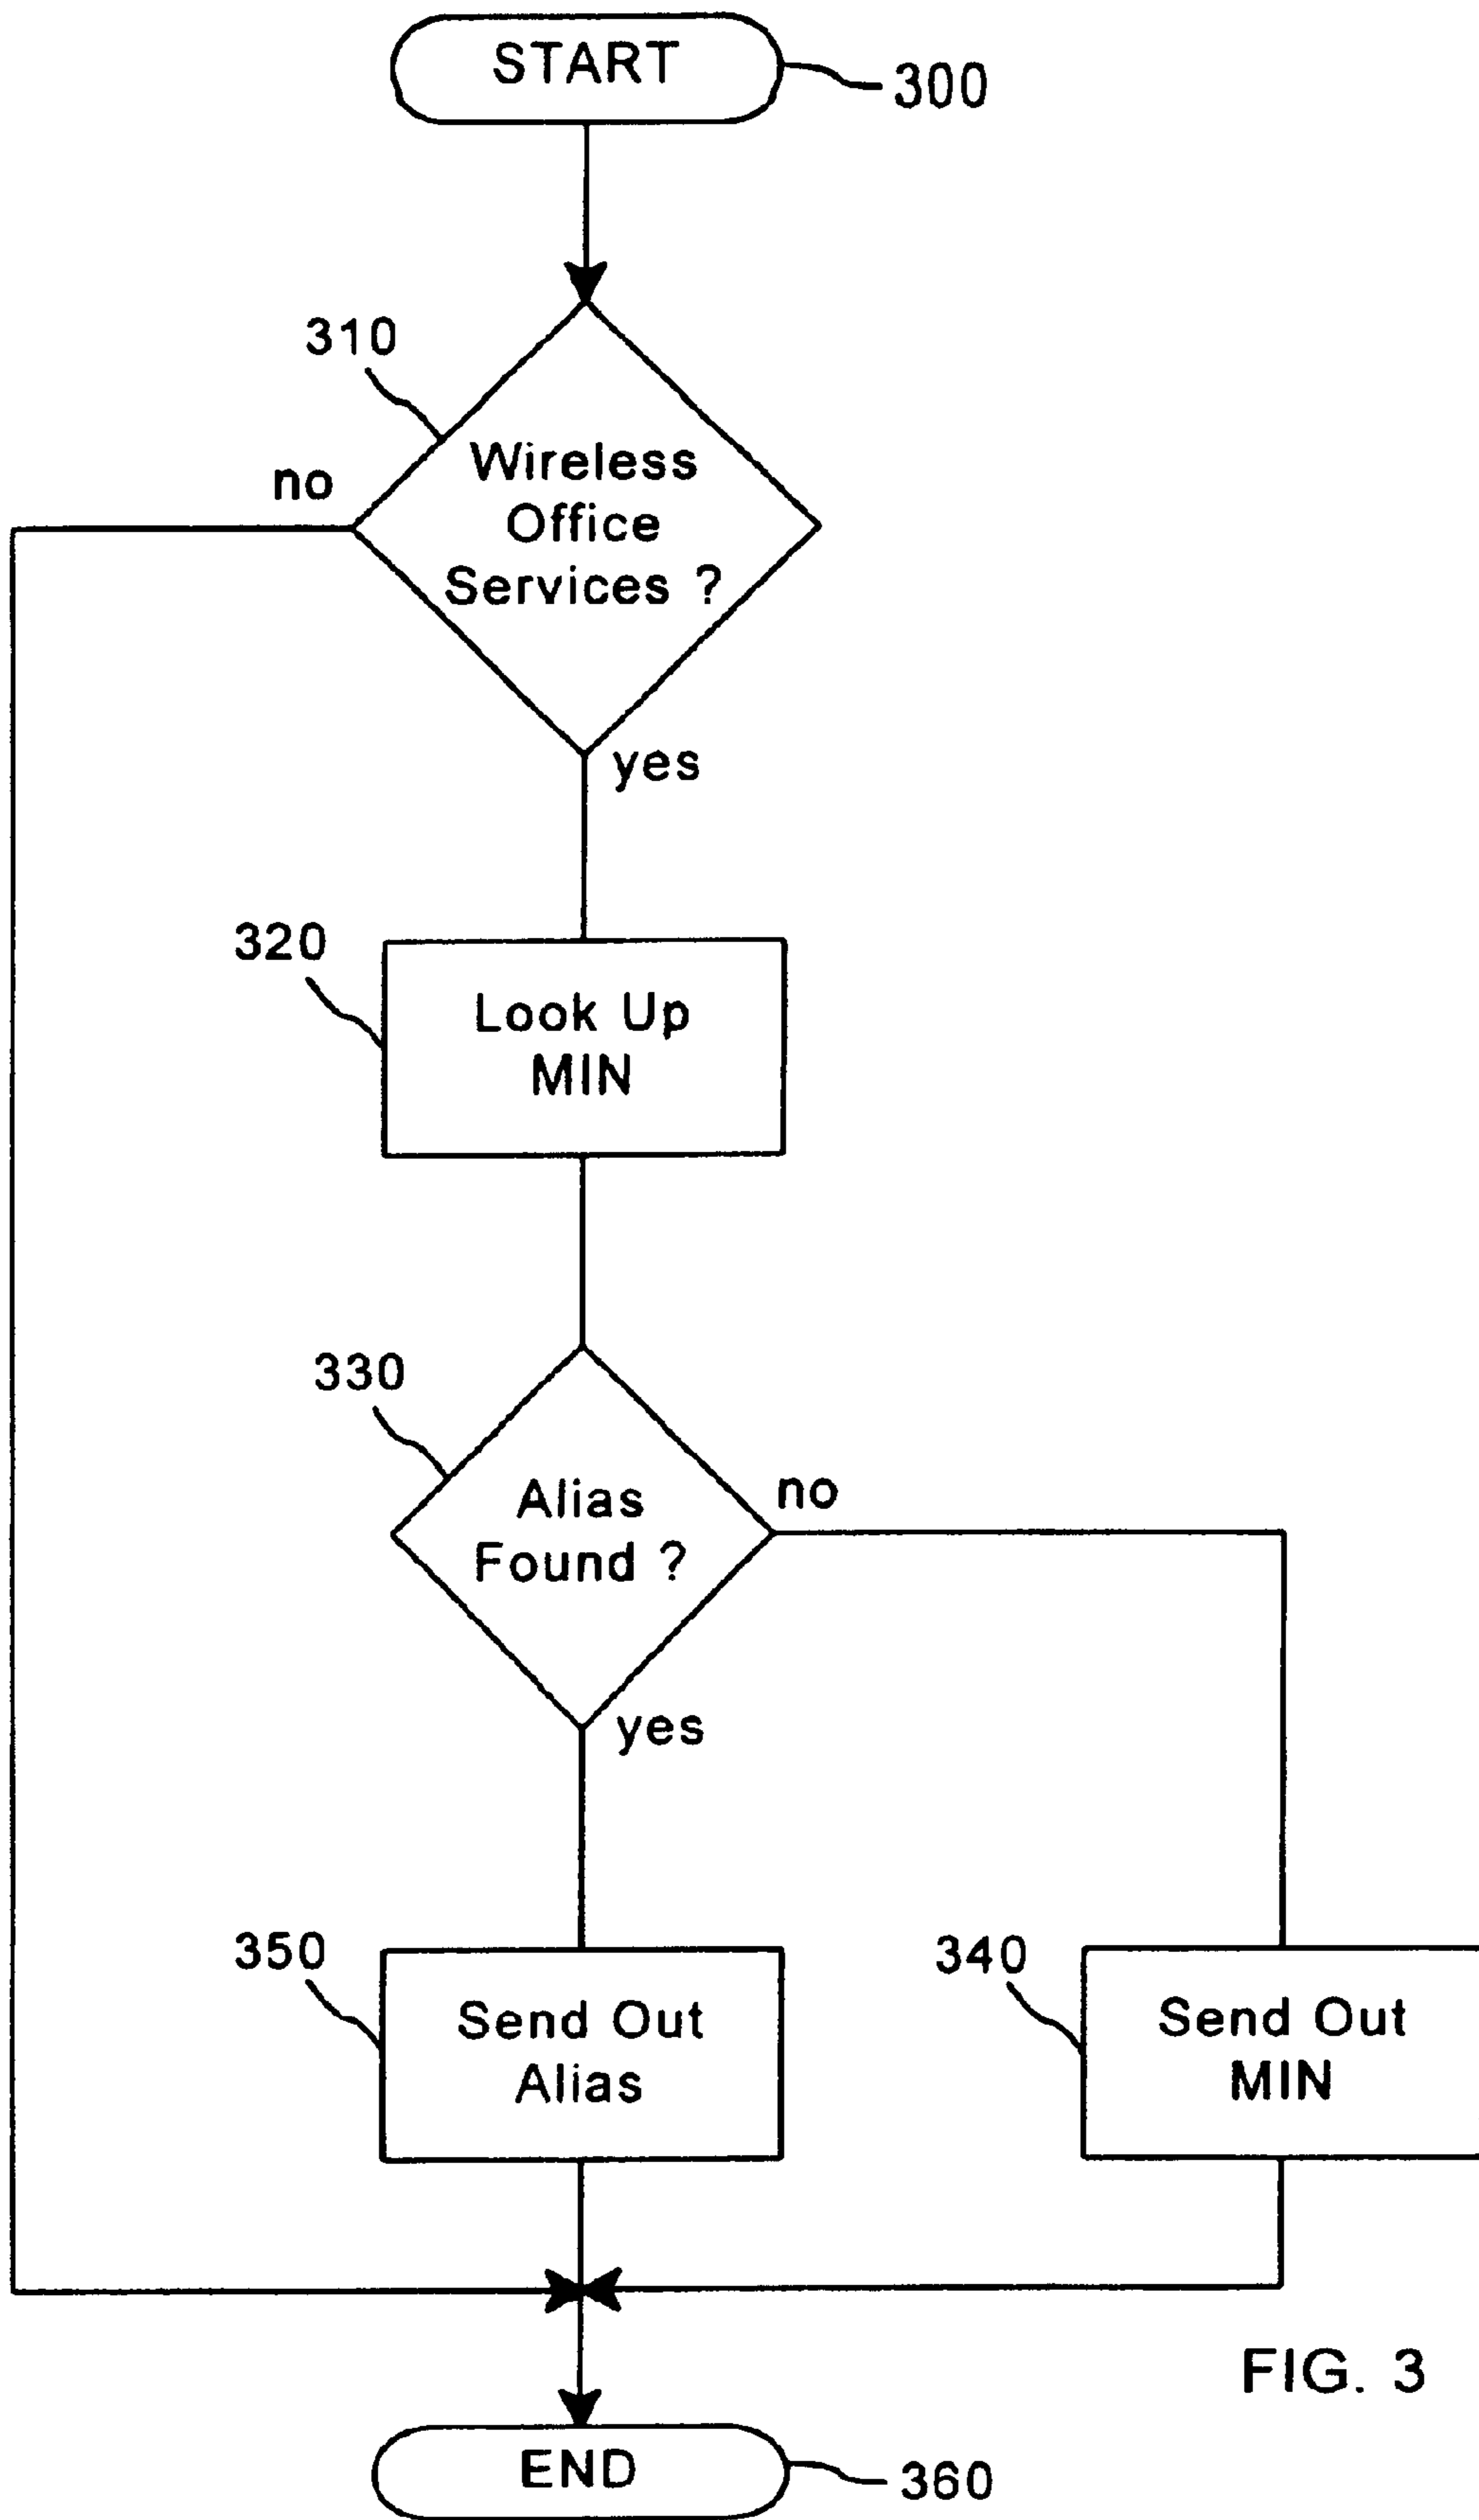 START
300
310
no
Wireless
Office
Services ?
yes
320
Look Up
MIN
330
Alias
Found ?
no
yes
350
Send Out
Alias
340
Send Out
MIN
FIG. 3
END
360